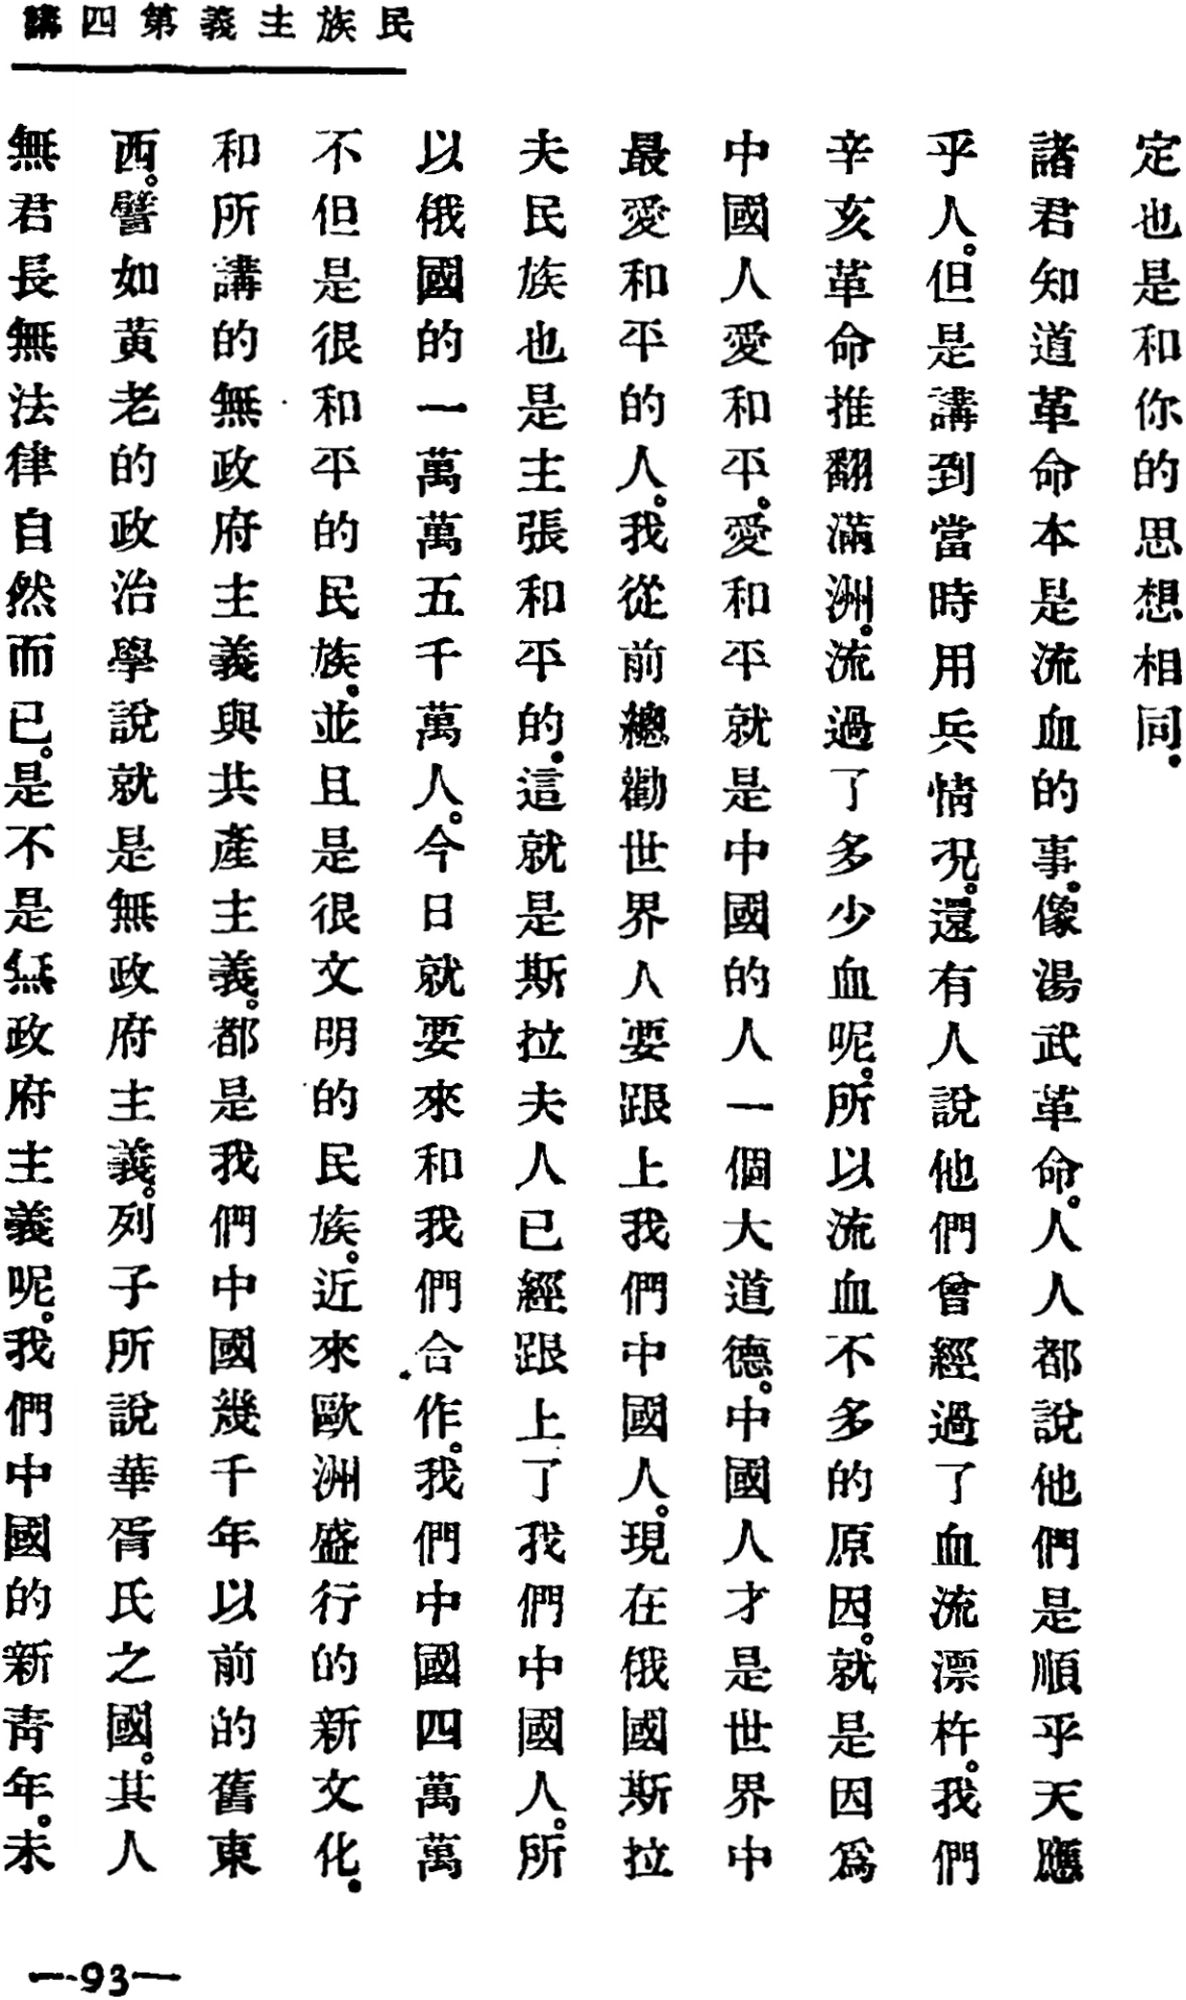 民族主義第四講
定也是和你的思想相同。
諸君知道革命本是流血的事。像湯武革命。人人都說他們是順乎天應
乎人。但是講到當時用兵情況。還有人說他們曾經過了血流漂杵。我們
辛亥革命推翻滿洲。流過了多少血呢。所以流血不多的原因。就是因爲
中國人愛和平。愛和平就是中國的人一個大道德。中國人才是世界中
最愛和平的人。我從前總勸世界人要跟上我們中國人。現在俄國斯拉
夫民族也是主張和平的。這就是斯拉夫人已經跟上了我們中國人。所
以俄國的一萬萬五千萬人。今日就要來和我們合作。我們中國四萬萬
不但是很和平的民族。並且是很文明的民族。近來歐洲盛行的新文化。
和所講的無政府主義與共產主義。都是我們中國幾千年以前的舊東
西。譬如黃老的政治學說就是無政府主義。列子所說華胥氏之國。其人
無君長無法律自然而已。是不是無政府主義呢。我們中國的新青年。未
—93—